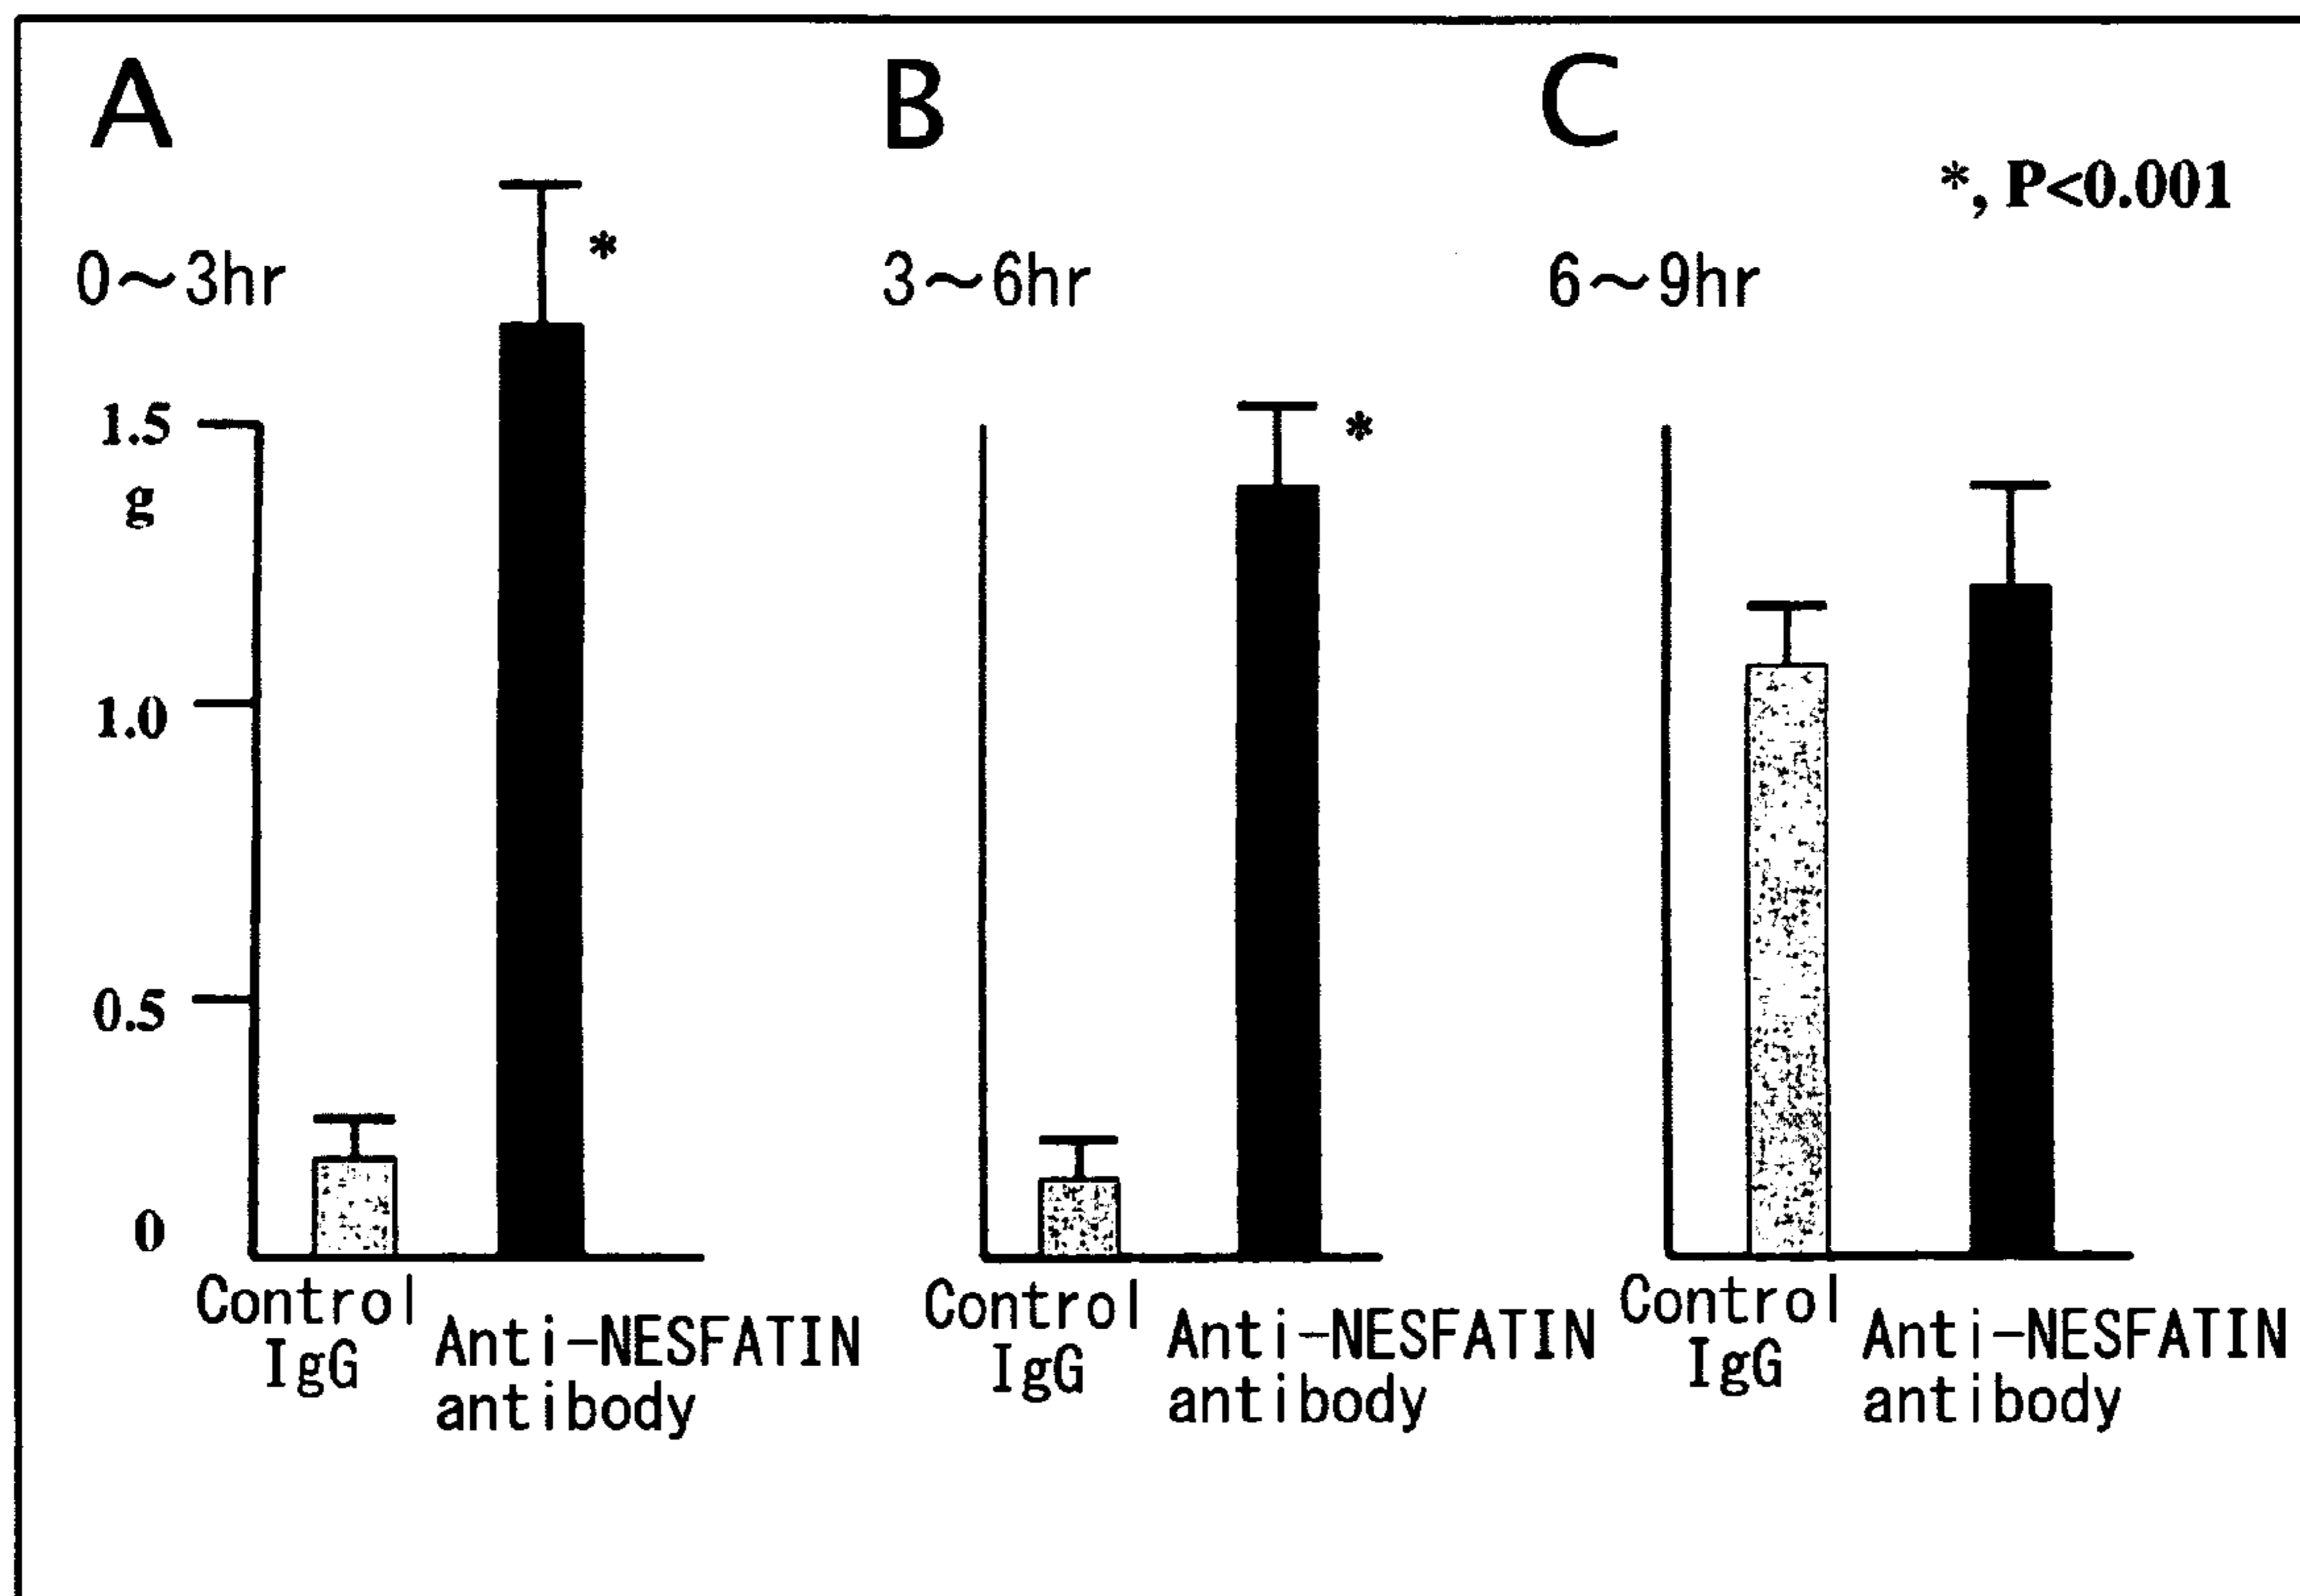 A
B
C
*, P<0.001
0~3hr
*
3~6hr
6~9hr
1.5
g
*
1.0
0.5
0
Control
IgG
Anti-NESFATIN
antibody
Control
IgG
Anti-NESFATIN
antibody
Control
IgG
Anti-NESFATIN
antibody